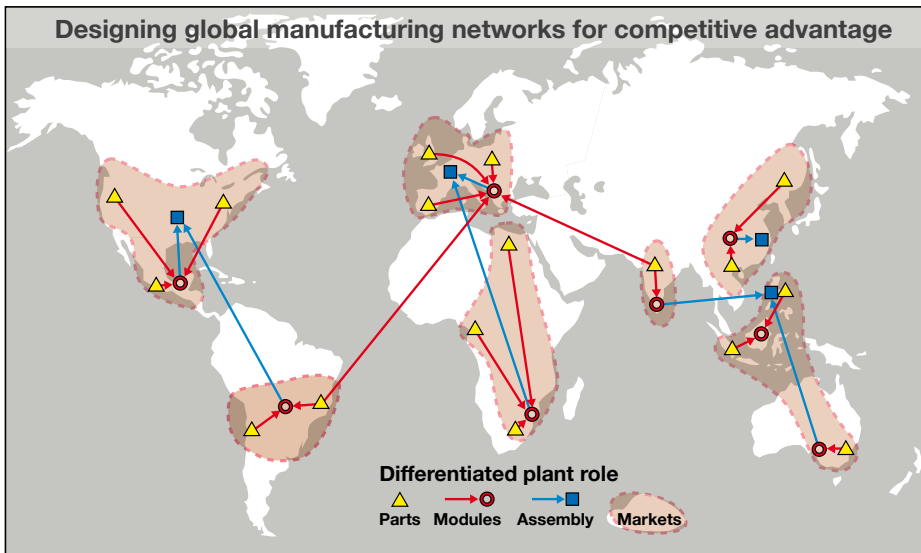 Designing global manufacturing networks for competitive advantage
Differentiated plant role
Parts Modules Assembly Markets